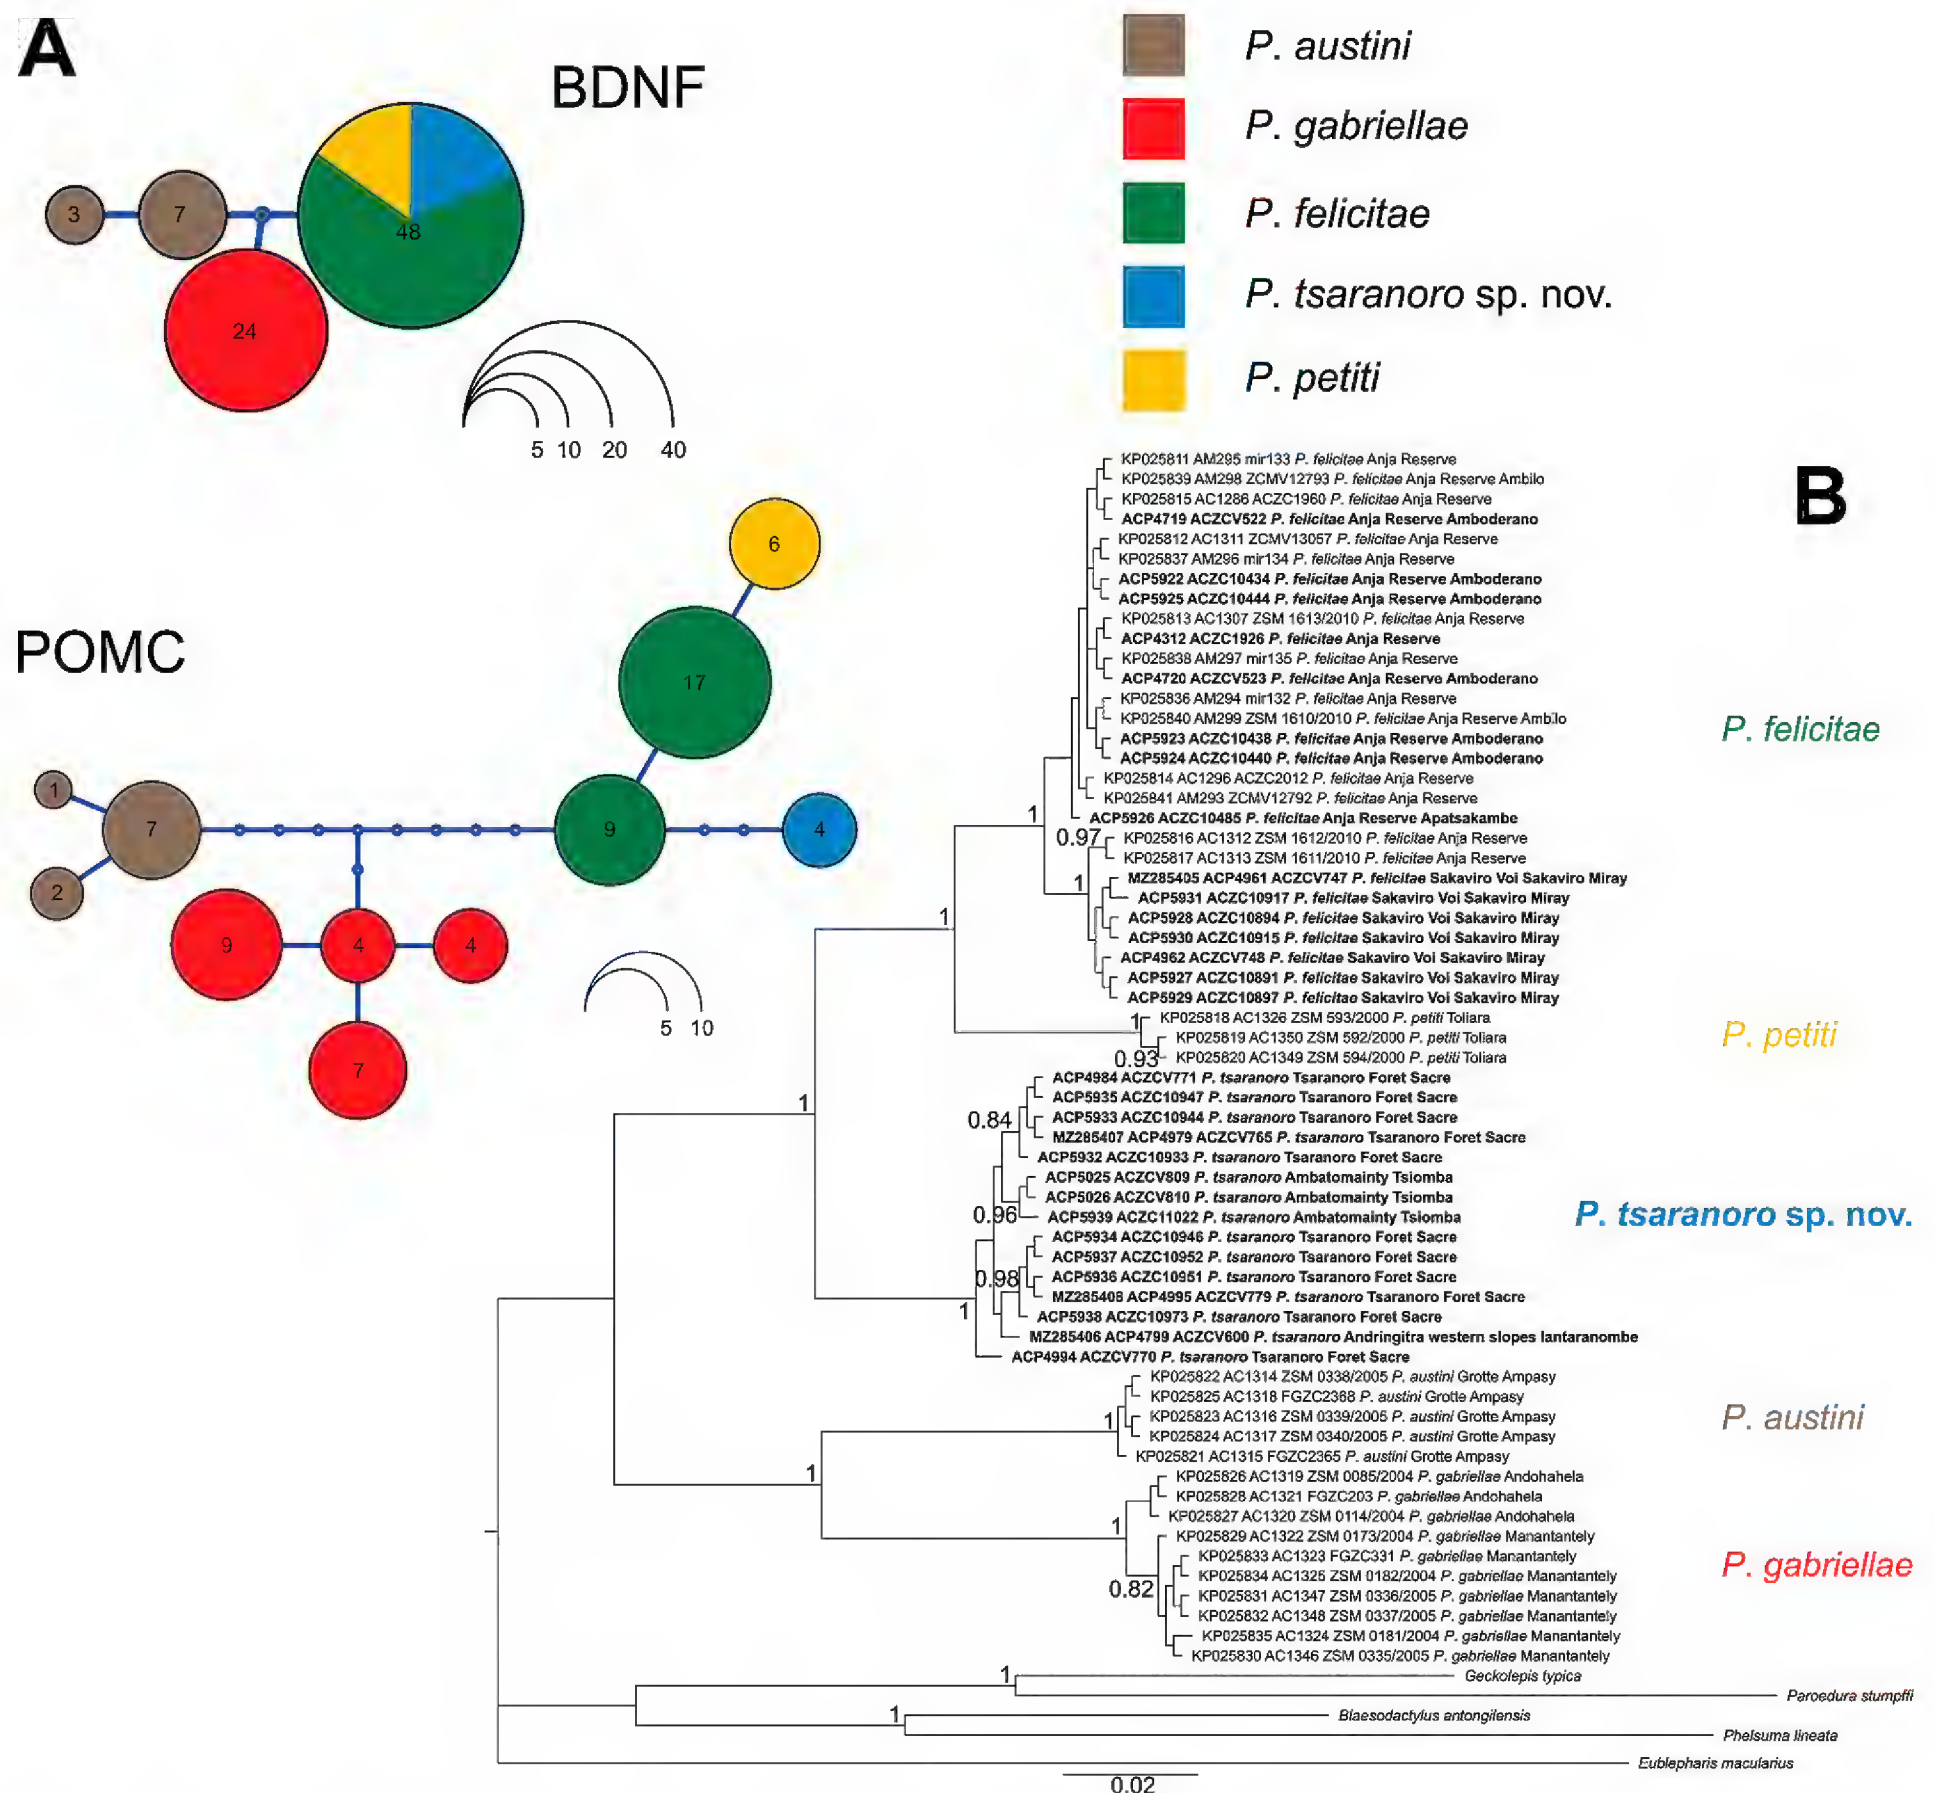 A
BDNF
3
7
48
24
5 10 20 40
P. austini
P. gabriellae
P. felicitae
P. tsaranoro sp. nov.
P. petiti
POMC
6
17
1
7
2
9
4
9
4
4
7
5 10
B
KP025811 AM295 mir133 P. felicitae Anja Reserve
KP025839 AM298 ZCMV12793 P. felicitae Anja Reserve Ambilo
KP025815 AC1286 ACZC1960 P. felicitae Anja Reserve
ACP4719 ACZCV522 P. felicitae Anja Reserve Amboderano
KP025812 AC1311 ZCMV13057 P. felicitae Anja Reserve
KP025837 AM296 mir134 P. felicitae Anja Reserve
ACP5922 ACZC10434 P. felicitae Anja Reserve Amboderano
ACP5925 ACZC10444 P. felicitae Anja Reserve Amboderano
KP025813 AC1307 ZSM 1613/2010 P. felicitae Anja Reserve
ACP4312 ACZC1926 P. felicitae Anja Reserve
KP025838 AM297 mir135 P. felicitae Anja Reserve
ACP4720 ACZCV523 P. felicitae Anja Reserve Amboderano
KP025836 AM294 mir132 P. felicitae Anja Reserve
KP025840 AM299 ZSM 1610/2010 P. felicitae Anja Reserve Ambilo
ACP5923 ACZC10438 P. felicitae Anja Reserve Amboderano
ACP5924 ACZC10440 P. felicitae Anja Reserve Amboderano
KP025814 AC1296 ACZC2012 P. felicitae Anja Reserve
KP025841 AM293 ZCMV12792 P. felicitae Anja Reserve
ACP5926 ACZC10485 P. felicitae Anja Reserve Apatsakambe
KP025816 AC1312 ZSM 1612/2010 P. felicitae Anja Reserve
KP025817 AC1313 ZSM 1611/2010 P. felicitae Anja Reserve
MZ285405 ACP4961 ACZCV747 P. felicitae Sakaviro Voi Sakaviro Miray
ACP5931 ACZC10917 P. felicitae Sakaviro Voi Sakaviro Miray
ACP5928 ACZC10894 P. felicitae Sakaviro Voi Sakaviro Miray
ACP5930 ACZC10915 P. felicitae Sakaviro Voi Sakaviro Miray
ACP4962 ACZCV748 P. felicitae Sakaviro Voi Sakaviro Miray
ACP5927 ACZC10891 P. felicitae Sakaviro Voi Sakaviro Miray
ACP5929 ACZC10897 P. felicitae Sakaviro Voi Sakaviro Miray
KP025818 AC1326 ZSM 593/2000 P. petiti Toliara
KP025819 AC1350 ZSM 592/2000 P. petiti Toliara
KP025820 AC1349 ZSM 594/2000 P. petiti Toliara
ACP4984 ACZCV771 P. tsaranoro Tsaranoro Foret Sacre
ACP5935 ACZC10947 P. tsaranoro Tsaranoro Foret Sacre
ACP5933 ACZC10944 P. tsaranoro Tsaranoro Foret Sacre
MZ285407 ACP4979 ACZCV765 P. tsaranoro Tsaranoro Foret Sacre
ACP5932 ACZC10933 P. tsaranoro Tsaranoro Foret Sacre
ACP5025 ACZCV809 P. tsaranoro Ambatomainty Tsiomba
ACP5026 ACZCV810 P. tsaranoro Ambatomainty Tsiomba
ACP5939 ACZC11022 P. tsaranoro Ambatomainty Tsiomba
ACP5934 ACZC10946 P. tsaranoro Tsaranoro Foret Sacre
ACP5937 ACZC10952 P. tsaranoro Tsaranoro Foret Sacre
ACP5936 ACZC10951 P. tsaranoro Tsaranoro Foret Sacre
MZ285408 ACP4995 ACZCV779 P. tsaranoro Tsaranoro Foret Sacre
ACP5938 ACZC10973 P. tsaranoro Tsaranoro Foret Sacre
MZ285406 ACP4799 ACZCV600 P. tsaranoro Andringitra western slopes Iantaranombe
ACP4994 ACZCV770 P. tsaranoro Tsaranoro Foret Sacre
KP025822 AC1314 ZSM 0338/2005 P. austini Grotte Ampasy
KP025825 AC1318 FGZC2368 P. austini Grotte Ampasy
KP025823 AC1316 ZSM 0339/2005 P. austini Grotte Ampasy
KP025824 AC1317 ZSM 0340/2005 P. austini Grotte Ampasy
KP025821 AC1315 FGZC2365 P. austini Grotte Ampasy
KP025826 AC1319 ZSM 0085/2004 P. gabriellae Andohahela
KP025828 AC1321 FGZC203 P. gabriellae Andohahela
KP025827 AC1320 ZSM 0114/2004 P. gabriellae Andohahela
KP025829 AC1322 ZSM 0173/2004 P. gabriellae Manantantely
KP025833 AC1323 FGZC331 P. gabriellae Manantantely
KP025834 AC1325 ZSM 0182/2004 P. gabriellae Manantantely
KP025831 AC1347 ZSM 0336/2005 P. gabriellae Manantantely
KP025832 AC1348 ZSM 0337/2005 P. gabriellae Manantantely
KP025835 AC1324 ZSM 0181/2004 P. gabriellae Manantantely
KP025830 AC1346 ZSM 0335/2005 P. gabriellae Manantantely
Geckolepis typica
Paroedura stumpffi
Blaesodactylus antongilensis
Phelsuma lineata
Eublepharis macularius
1
0.97
1
1
1
0.93
1
0.84
0.96
0.98
1
1
1
1
0.82
1
1
0.02
P. felicitae
P. petiti
P. tsaranoro sp. nov.
P. austini
P. gabriellae